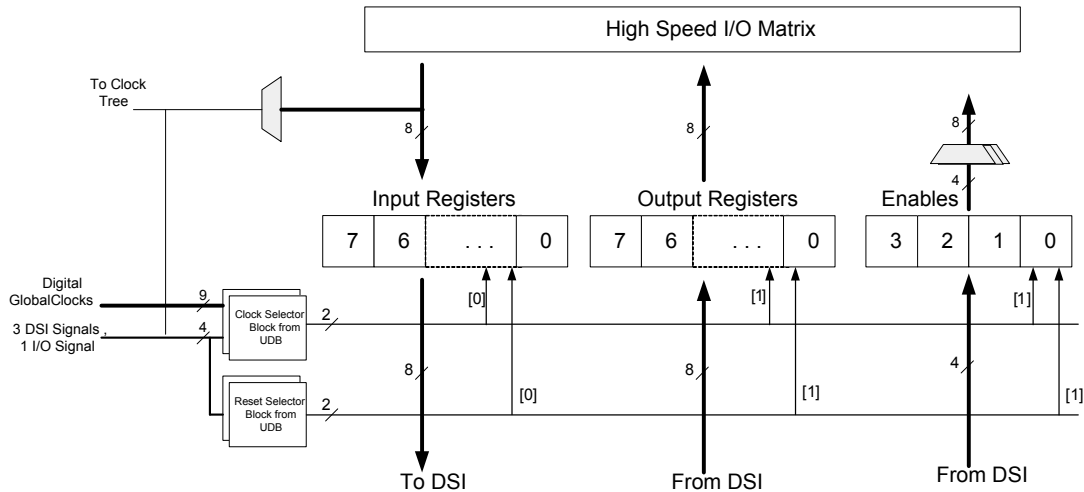 High Speed I/O Matrix
To Clock
Tree
8
8
8
4
Input Registers
Output Registers
Enables
7 6 . . . 0
7 6 . . . 0
3 2 1 0
Digital
GlobalClocks
9
[0]
[1]
[1]
3 DSI Signals ,
1 I/O Signal
4
Clock Selector
Block from
UDB
2
8
8
4
Reset Selector
Block from
UDB
2
[0]
[1]
[1]
To DSI
From DSI
From DSI